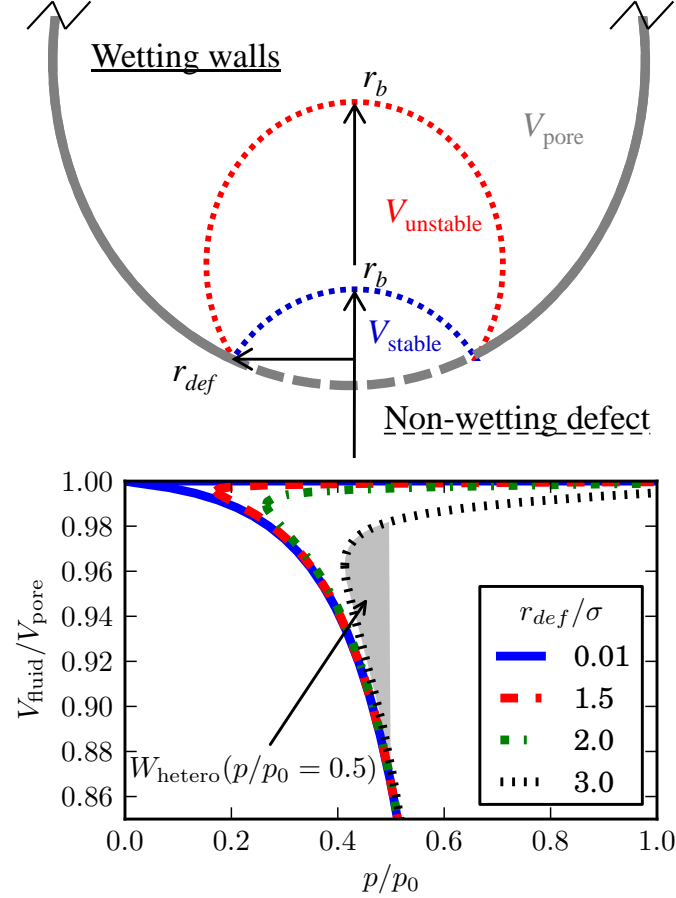 Wetting walls
r_b
V_pore
V_unstable
r_b
V_stable
r_def
Non-wetting defect
V_fluid/V_pore
1.00
0.98
0.96
0.94
0.92
0.90
0.88
0.86
W_hetero(p/p_0 = 0.5)
r_def/σ
0.01
1.5
2.0
3.0
0.0
0.2
0.4
0.6
0.8
1.0
p/p_0